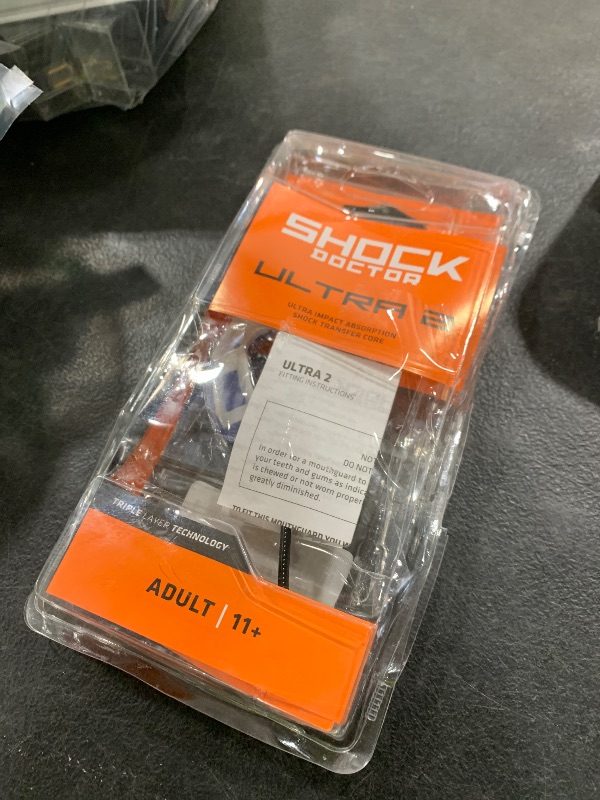 SHOCK
DOCTOR
ULTRA 2
ULTRA IMPACT ABSORPTION
SHOCK TRANSFER CORE
ULTRA 2
FITTING INSTRUCTIONS
NOT
DO NOT
In order for a mouthguard to
your teeth and gums as indic
is chewed or not worn proper
greatly diminished.
TO FIT THIS MOUTHGUARD YOU W
TRIPLE LAYER TECHNOLOGY
ADULT | 11+